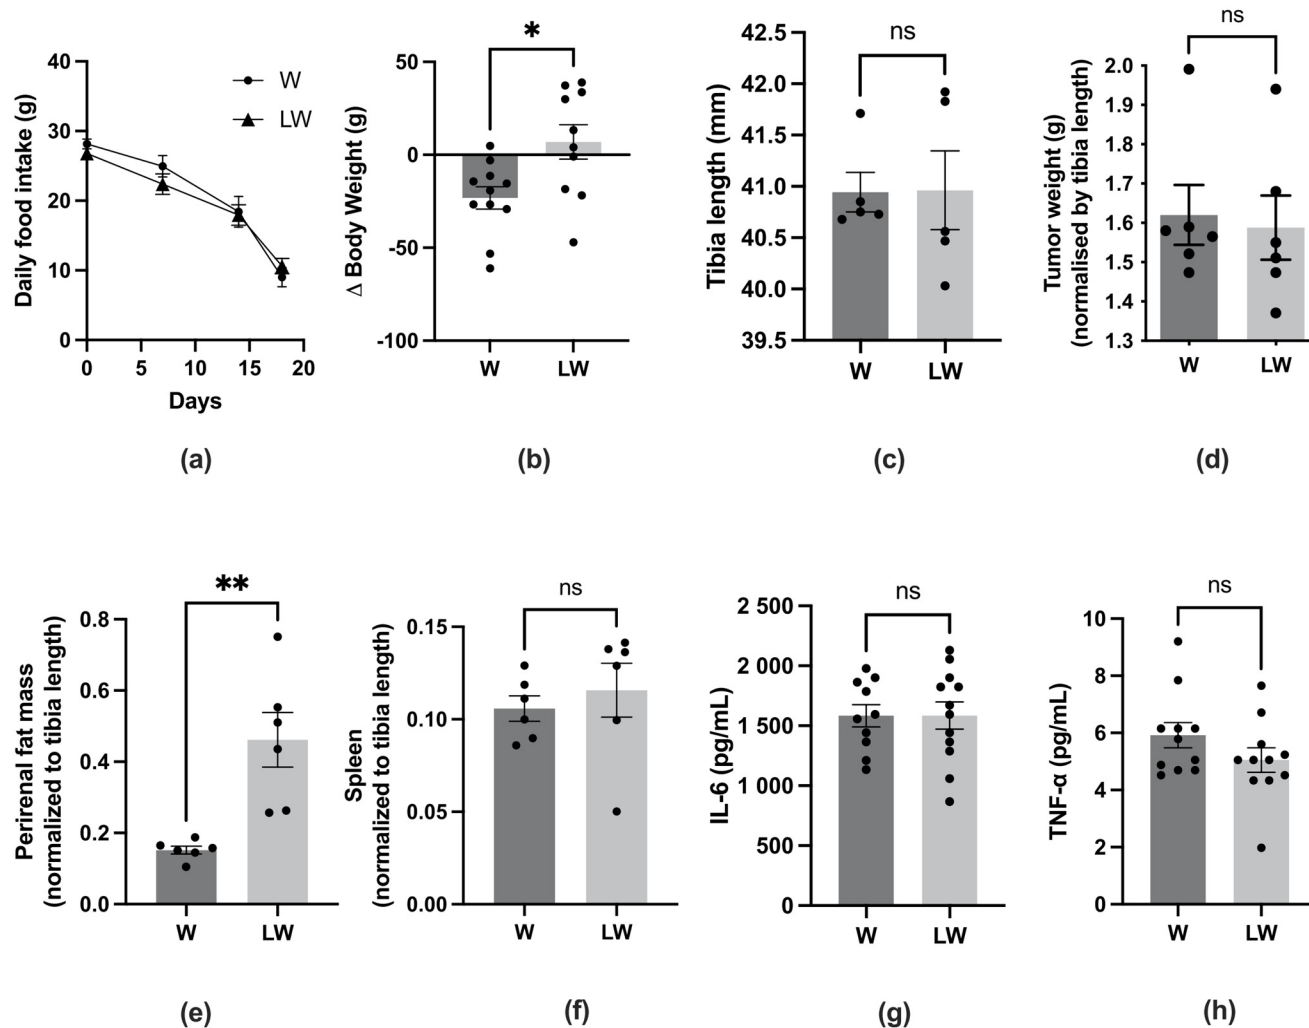 Daily food intake (g)
40
30
20
10
0
0 5 10 15 20
Days
W
LW
(a)
*
Δ Body Weight (g)
50
0
-50
-100
W LW
(b)
ns
Tibia length (mm)
42.5
42.0
41.5
41.0
40.5
40.0
39.5
W LW
(c)
ns
Tumor weight (g)
(normalised by tibia length)
2.0
1.9
1.8
1.7
1.6
1.5
1.4
1.3
W LW
(d)
**
Perirenal fat mass
(normalized to tibia length)
0.8
0.6
0.4
0.2
0.0
W LW
(e)
ns
Spleen
(normalized to tibia length)
0.15
0.10
0.05
0.00
W LW
(f)
ns
IL-6 (pg/mL)
2 500
2 000
1 500
1 000
500
0
W LW
(g)
ns
TNF-α (pg/mL)
10
8
6
4
2
0
W LW
(h)